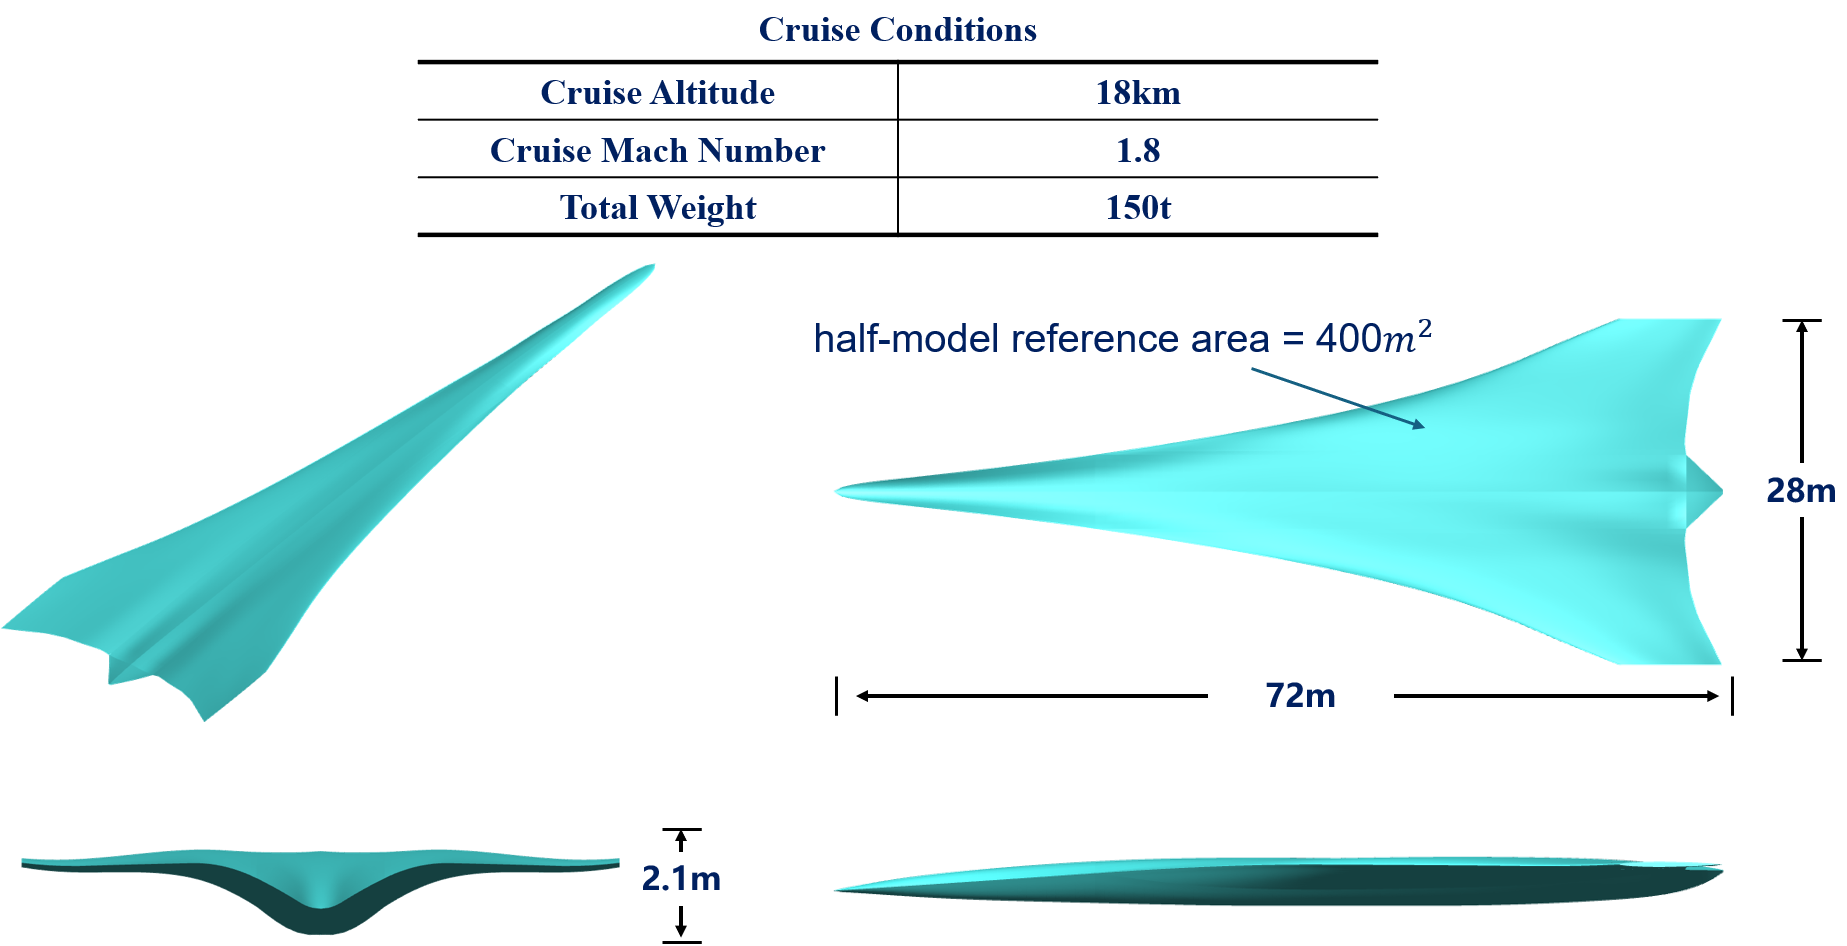 Cruise Conditions
Cruise Altitude 18km
Cruise Mach Number 1.8
Total Weight 150t
half-model reference area = 400m²
28m
72m
2.1m